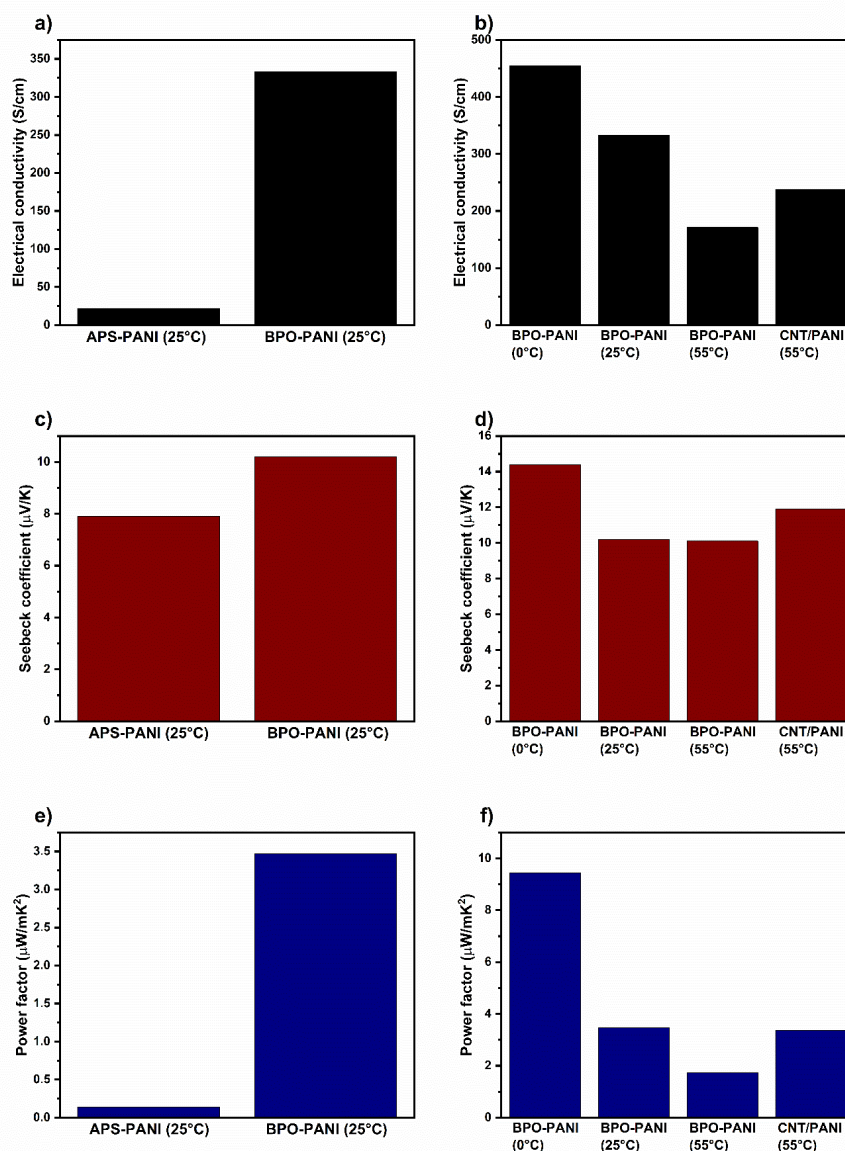 a)
Electrical conductivity (S/cm)
350
300
250
200
150
100
50
0
APS-PANI (25°C)
BPO-PANI (25°C)
b)
Electrical conductivity (S/cm)
500
400
300
200
100
0
BPO-PANI
(0°C)
BPO-PANI
(25°C)
BPO-PANI
(55°C)
CNT/PANI
(55°C)
c)
Seebeck coefficient (μV/K)
10
8
6
4
2
0
APS-PANI (25°C)
BPO-PANI (25°C)
d)
Seebeck coefficient (μV/K)
16
14
12
10
8
6
4
2
0
BPO-PANI
(0°C)
BPO-PANI
(25°C)
BPO-PANI
(55°C)
CNT/PANI
(55°C)
e)
Power factor (μW/mK²)
3.5
3.0
2.5
2.0
1.5
1.0
0.5
0.0
APS-PANI (25°C)
BPO-PANI (25°C)
f)
Power factor (μW/mK²)
10
8
6
4
2
0
BPO-PANI
(0°C)
BPO-PANI
(25°C)
BPO-PANI
(55°C)
CNT/PANI
(55°C)